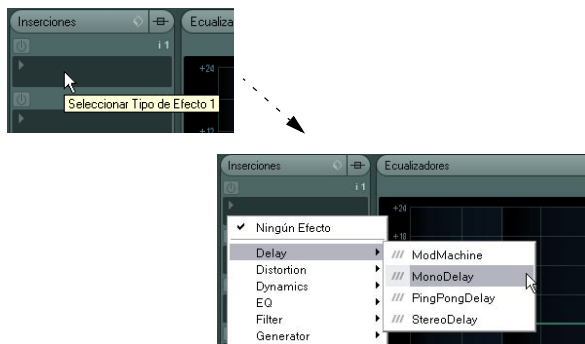 Inserciones
Ecualiza
i 1
+24
Seleccionar Tipo de Efecto 1
+12
Inserciones
Ecualizadores
i 1
+24
+18
✔ Ningún Efecto
Delay
Distortion
Dynamics
EQ
Filter
Generator
/// ModMachine
/// MonoDelay
/// PingPongDelay
/// StereoDelay